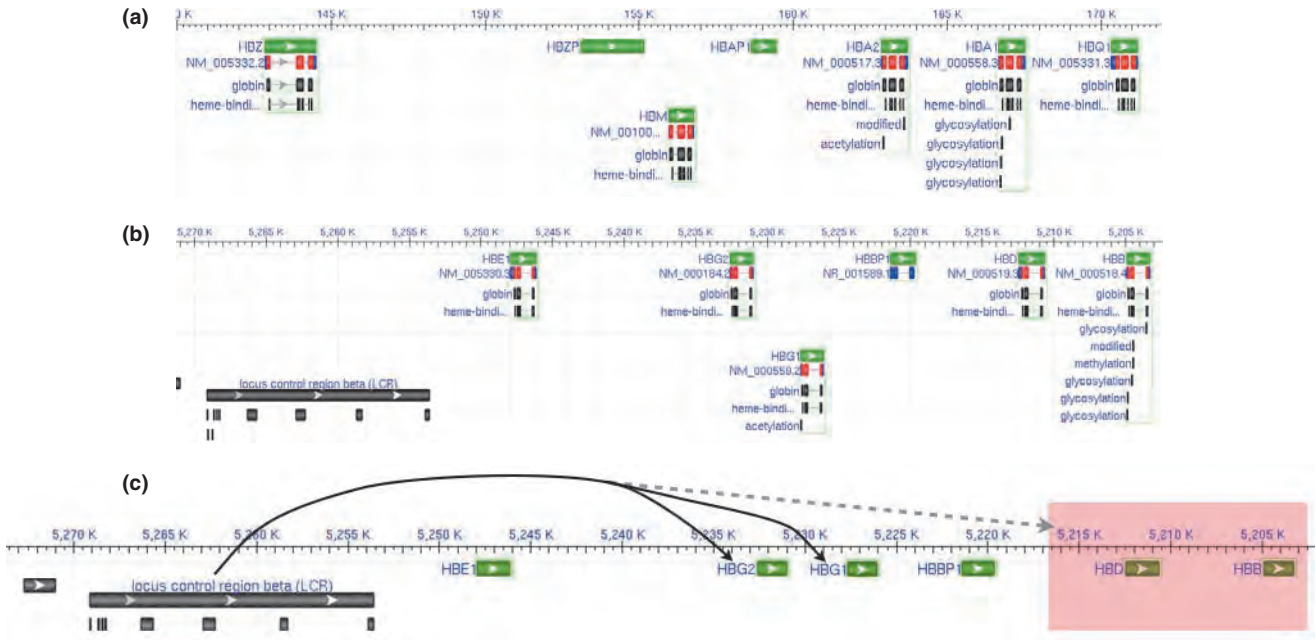 (a)
0 K 145 K 150 K 155 K 160 K 165 K 170 K
HBZ HBZP HBAP1 HBA2 HBA1 HBQ1
NM_005332.2 NM_000517.3 NM_000558.3 NM_005331.3
globin globin globin globin
heme-bindi... heme-bindi... heme-bindi... heme-bindi...
HBM modified glycosylation
NM_00100... acetylation glycosylation
globin glycosylation
heme-bindi... glycosylation
(b)
5,270 K 5,265 K 5,260 K 5,255 K 5,250 K 5,245 K 5,240 K 5,235 K 5,230 K 5,225 K 5,220 K 5,215 K 5,210 K 5,205 K
HBE1 HBG2 HBBP1 HBD HBB
NM_005330.3 NM_000184.2 NR_001589.1 NM_000519.3 NM_000518.4
globin globin globin globin
heme-bindi... heme-bindi... heme-bindi... heme-bindi...
glycosylation
modified
HBG1 methylation
NM_000559.2 glycosylation
locus control region beta (LCR) globin glycosylation
heme-bindi... glycosylation
acetylation
(c)
5,270 K 5,265 K 5,260 K 5,255 K 5,250 K 5,245 K 5,240 K 5,235 K 5,230 K 5,225 K 5,220 K 5,215 K 5,210 K 5,205 K
HBE1 HBG2 HBG1 HBBP1 HBD HBB
locus control region beta (LCR)